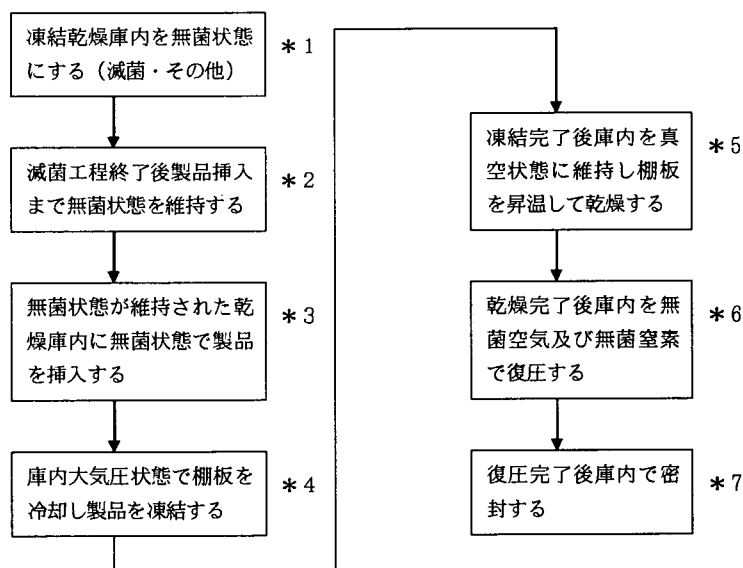 凍結乾燥庫内を無菌状態
にする（滅菌・その他）
＊1
滅菌工程終了後製品挿入
まで無菌状態を維持する
＊2
無菌状態が維持された乾
燥庫内に無菌状態で製品
を挿入する
＊3
庫内大気圧状態で棚板を
冷却し製品を凍結する
＊4
凍結完了後庫内を真
空状態に維持し棚板
を昇温して乾燥する
＊5
乾燥完了後庫内を無
菌空気及び無菌窒素
で復圧する
＊6
復圧完了後庫内で密
封する
＊7